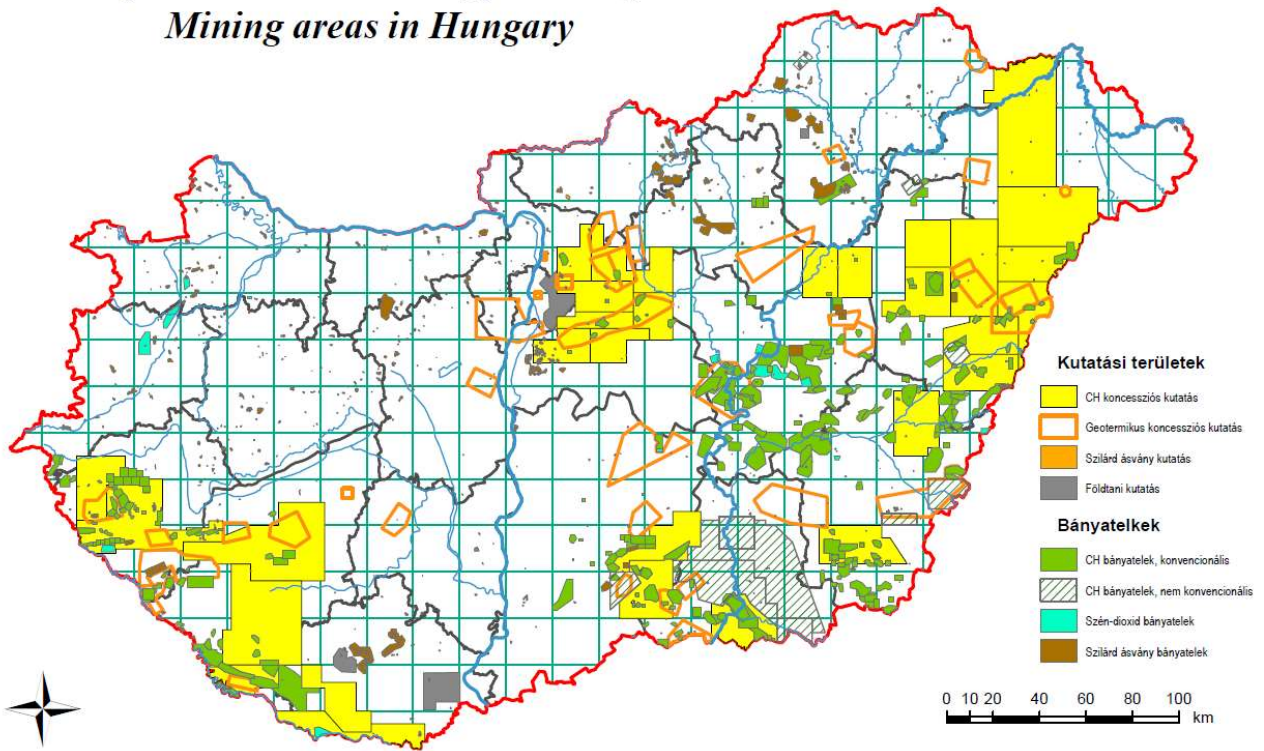 Mining areas in Hungary
Kutatási területek
CH koncessziós kutatás
Geotermikus koncessziós kutatás
Szilárd ásvány kutatás
Földtani kutatás
Bányatelkek
CH bányatelek, konvencionális
CH bányatelek, nem konvencionális
Szén-dioxid bányatelek
Szilárd ásvány bányatelek
0 10 20 40 60 80 100
km